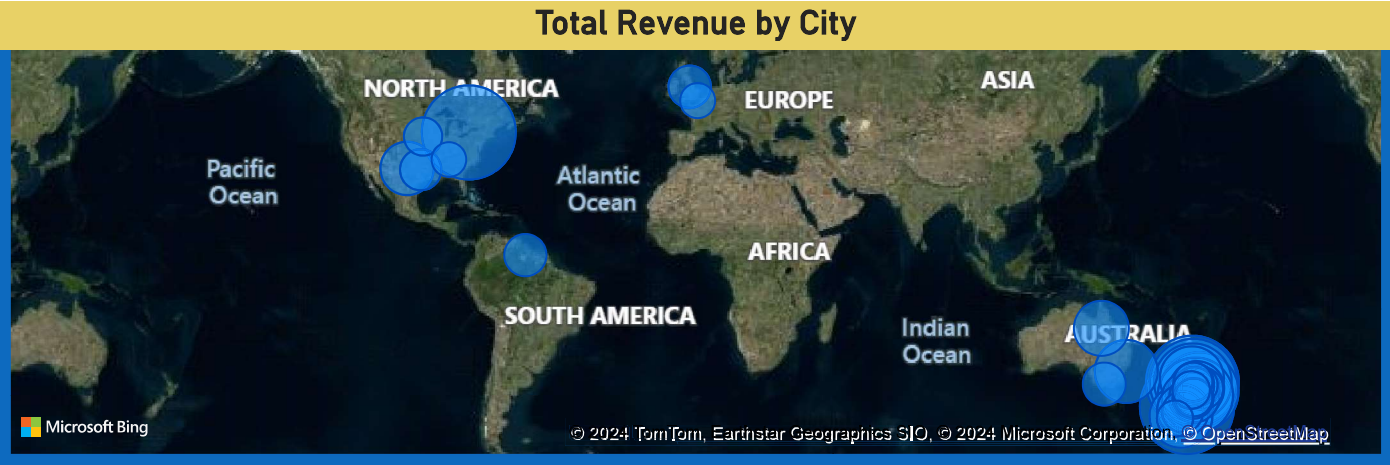 Total Revenue by City
NORTH AMERICA
EUROPE
ASIA
Pacific
Ocean
Atlantic
Ocean
AFRICA
SOUTH AMERICA
Indian
Ocean
AUSTRALIA
Microsoft Bing
© 2024 TomTom, Earthstar Geographics SIO, © 2024 Microsoft Corporation, © OpenStreetMap